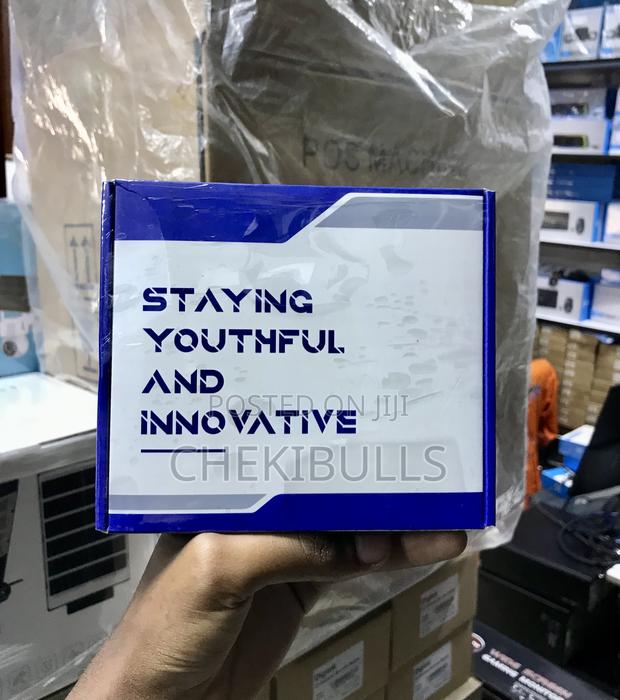 POS MACHINE
STAYING
YOUTHFUL
AND
INNOVATIVE
POSTED ON JIJI
CHEKIBULLS